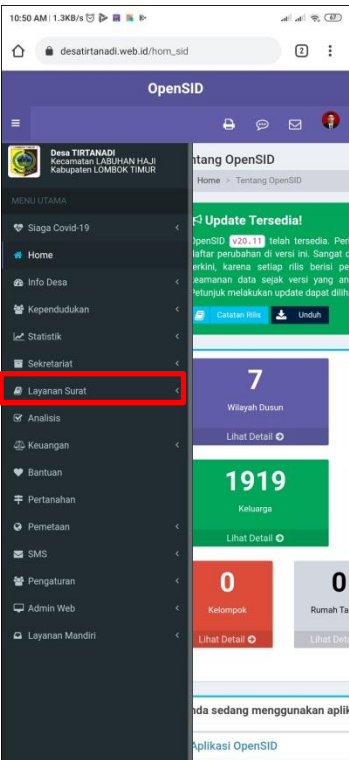 10:50 AM | 1.3KB/s
67
desatirtanadi.web.id/hom_sid
2
OpenSID
Desa TIRTANADI
Kecamatan LABUHAN HAJI
Kabupaten LOMBOK TIMUR
MENU UTAMA
Siaga Covid-19
Home
Info Desa
Kependudukan
Statistik
Sekretariat
Layanan Surat
Analisis
Keuangan
Bantuan
Pertanahan
Pemetaan
SMS
Pengaturan
Admin Web
Layanan Mandiri
ntang OpenSID
Home > Tentang OpenSID
Update Tersedia!
OpenSID v20.11 telah tersedia. Per
daftar perubahan di versi ini. Sangat
terkini, karena setiap rilis berisi pe
keamanan data sejak versi yang an
Petunjuk melakukan update dapat dilih
Catatan Rilis
Unduh
7
Wilayah Dusun
Lihat Detail
1919
Keluarga
Lihat Detail
0
Kelompok
Lihat Detail
0
Rumah Ta
Lihat Deta
nda sedang menggunakan aplik
Aplikasi OpenSID